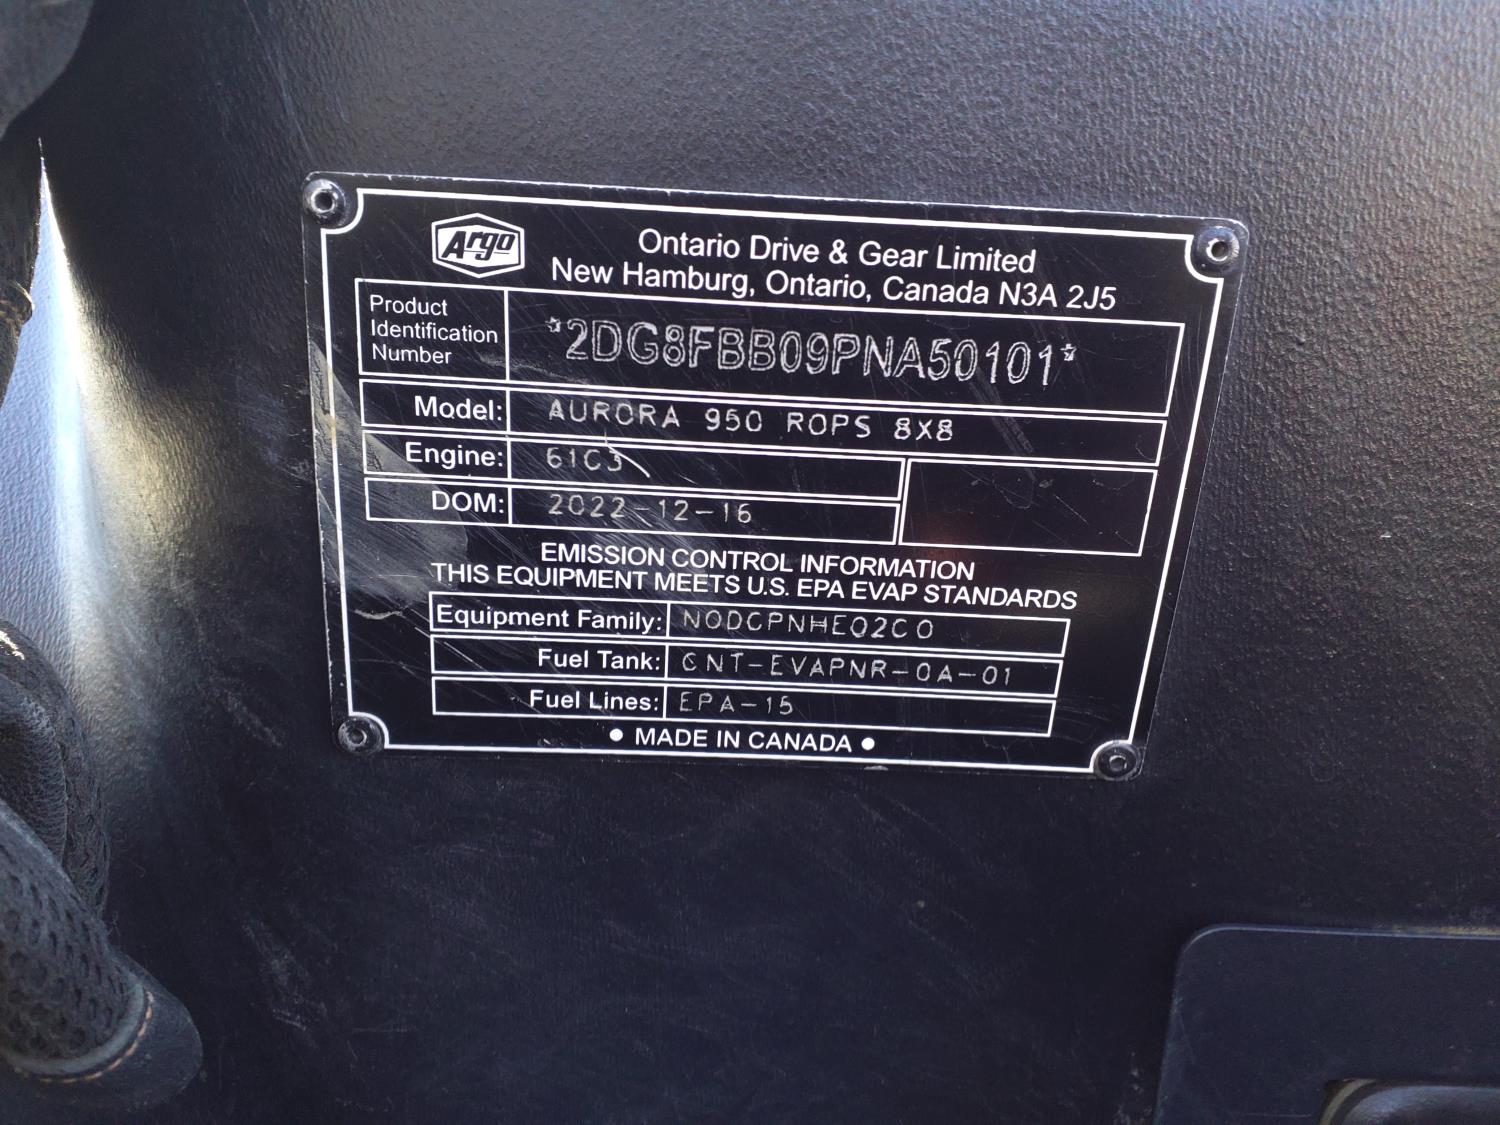 Argo
Ontario Drive & Gear Limited
New Hamburg, Ontario, Canada N3A 2J5
Product
Identification
Number
*2DG8FBB09PNA50101*
Model: AURORA 950 ROPS 8X8
Engine: 61C3
DOM: 2022-12-16
EMISSION CONTROL INFORMATION
THIS EQUIPMENT MEETS U.S. EPA EVAP STANDARDS
Equipment Family: NODCPNHE02C0
Fuel Tank: CNT-EVAPNR-0A-01
Fuel Lines: EPA-15
• MADE IN CANADA •